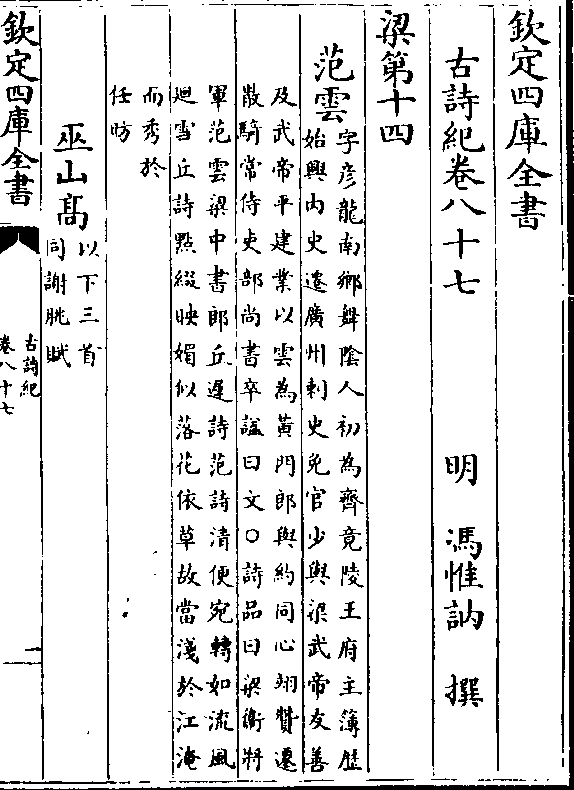 欽定四庫全書
古詩紀卷八十七
明 馮惟訥 撰
梁第十四
范雲
字彦龍南鄉舞陰人初為齊竟陵王府主簿歴
始興内史遷廣州刺史免官少與梁武帝友善
及武帝平建業以雲為黄門郎與約同心翊賛遷
散騎常侍吏部尚書卒諡曰文○詩品曰梁衛將
軍范雲梁中書郎丘遲詩范詩清便宛轉如流風
廻雪丘詩㸃綴映媚似落花依草故當淺於江淹
而秀於
任昉
巫山髙
以下三首
同謝朓賦
欽定四庫全書
古詩紀
卷八十七
一